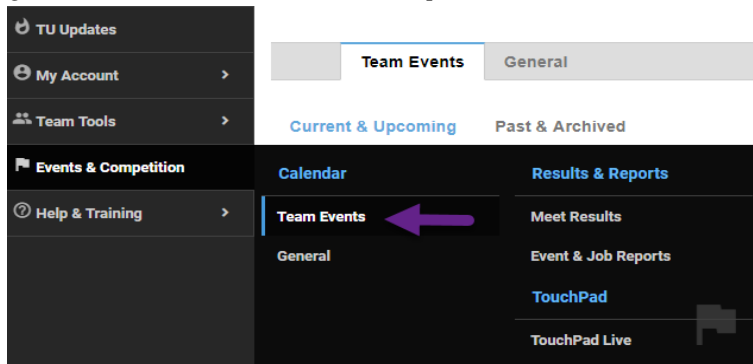 TU Updates
My Account
Team Tools
Events & Competition
Help & Training
Team Events
General
Current & Upcoming
Past & Archived
Calendar
Team Events
General
Results & Reports
Meet Results
Event & Job Reports
TouchPad
TouchPad Live